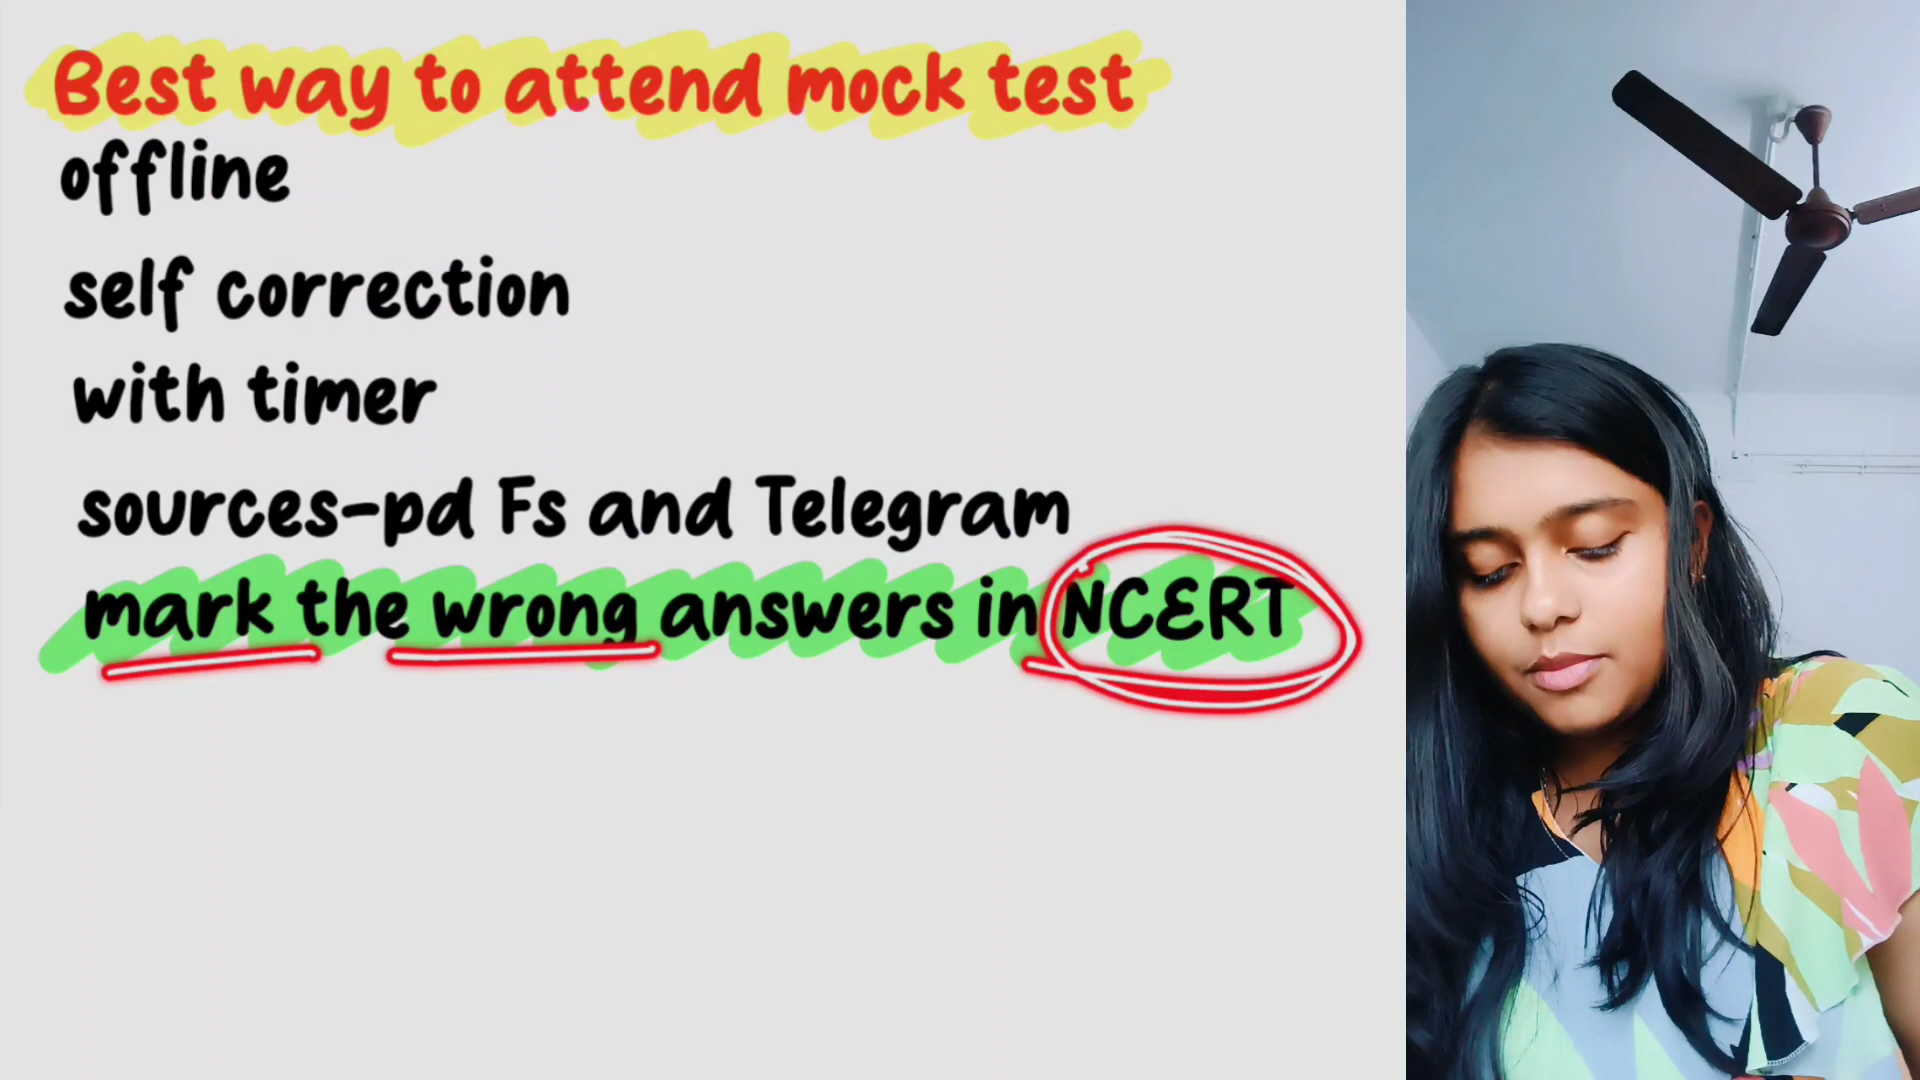 Best way to attend mock test
offline
self correction
with timer
sources-pd Fs and Telegram
mark the wrong answers in NCERT